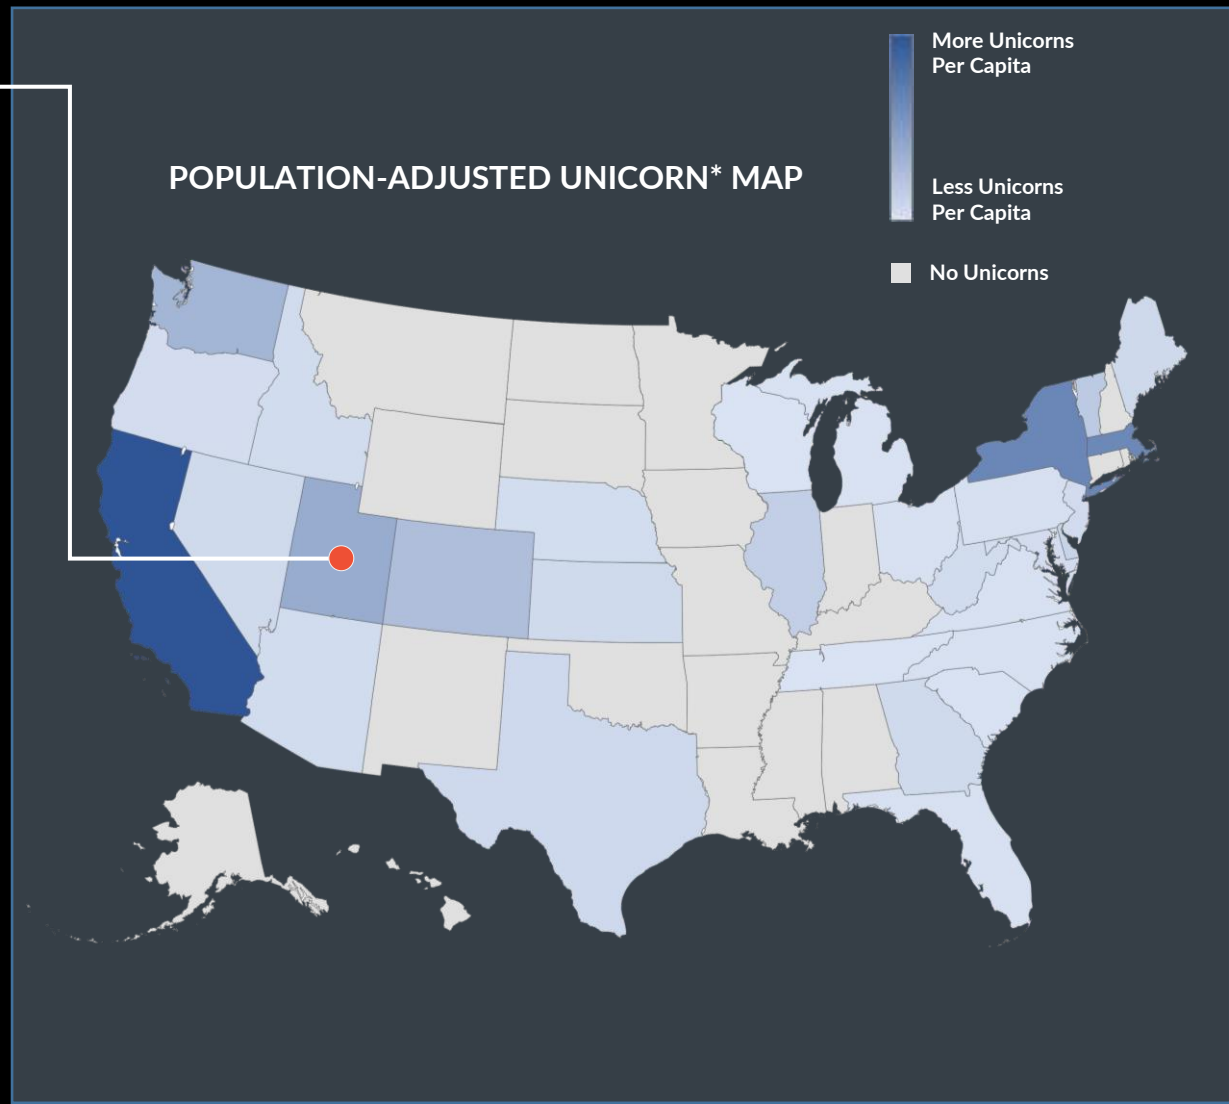 More Unicorns
Per Capita
POPULATION-ADJUSTED UNICORN* MAP
Less Unicorns
Per Capita
No Unicorns